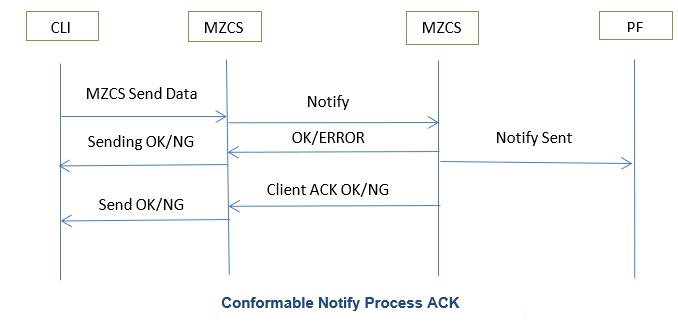 CLI
MZCS
MZCS
PF
MZCS Send Data
Notify
Sending OK/NG
OK/ERROR
Notify Sent
Client ACK OK/NG
Send OK/NG
Conformable Notify Process ACK